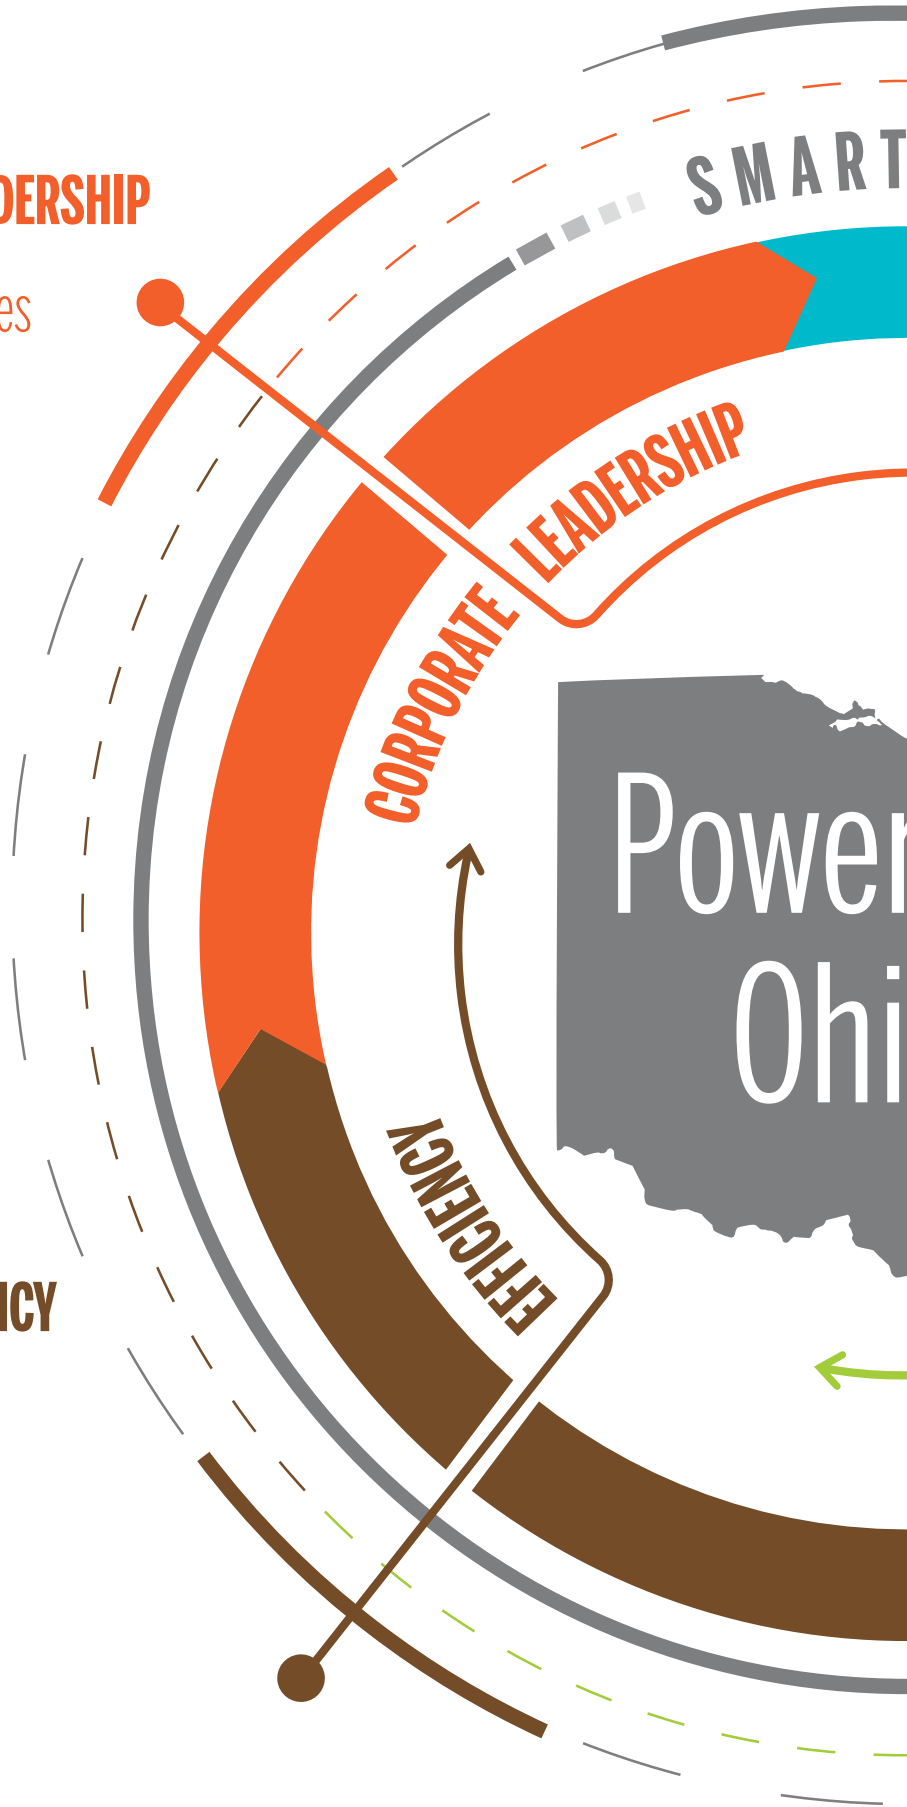 SMART
DERSHIP
es
CORPORATE LEADERSHIP
Power
Ohi
EFFICIENCY
ICY